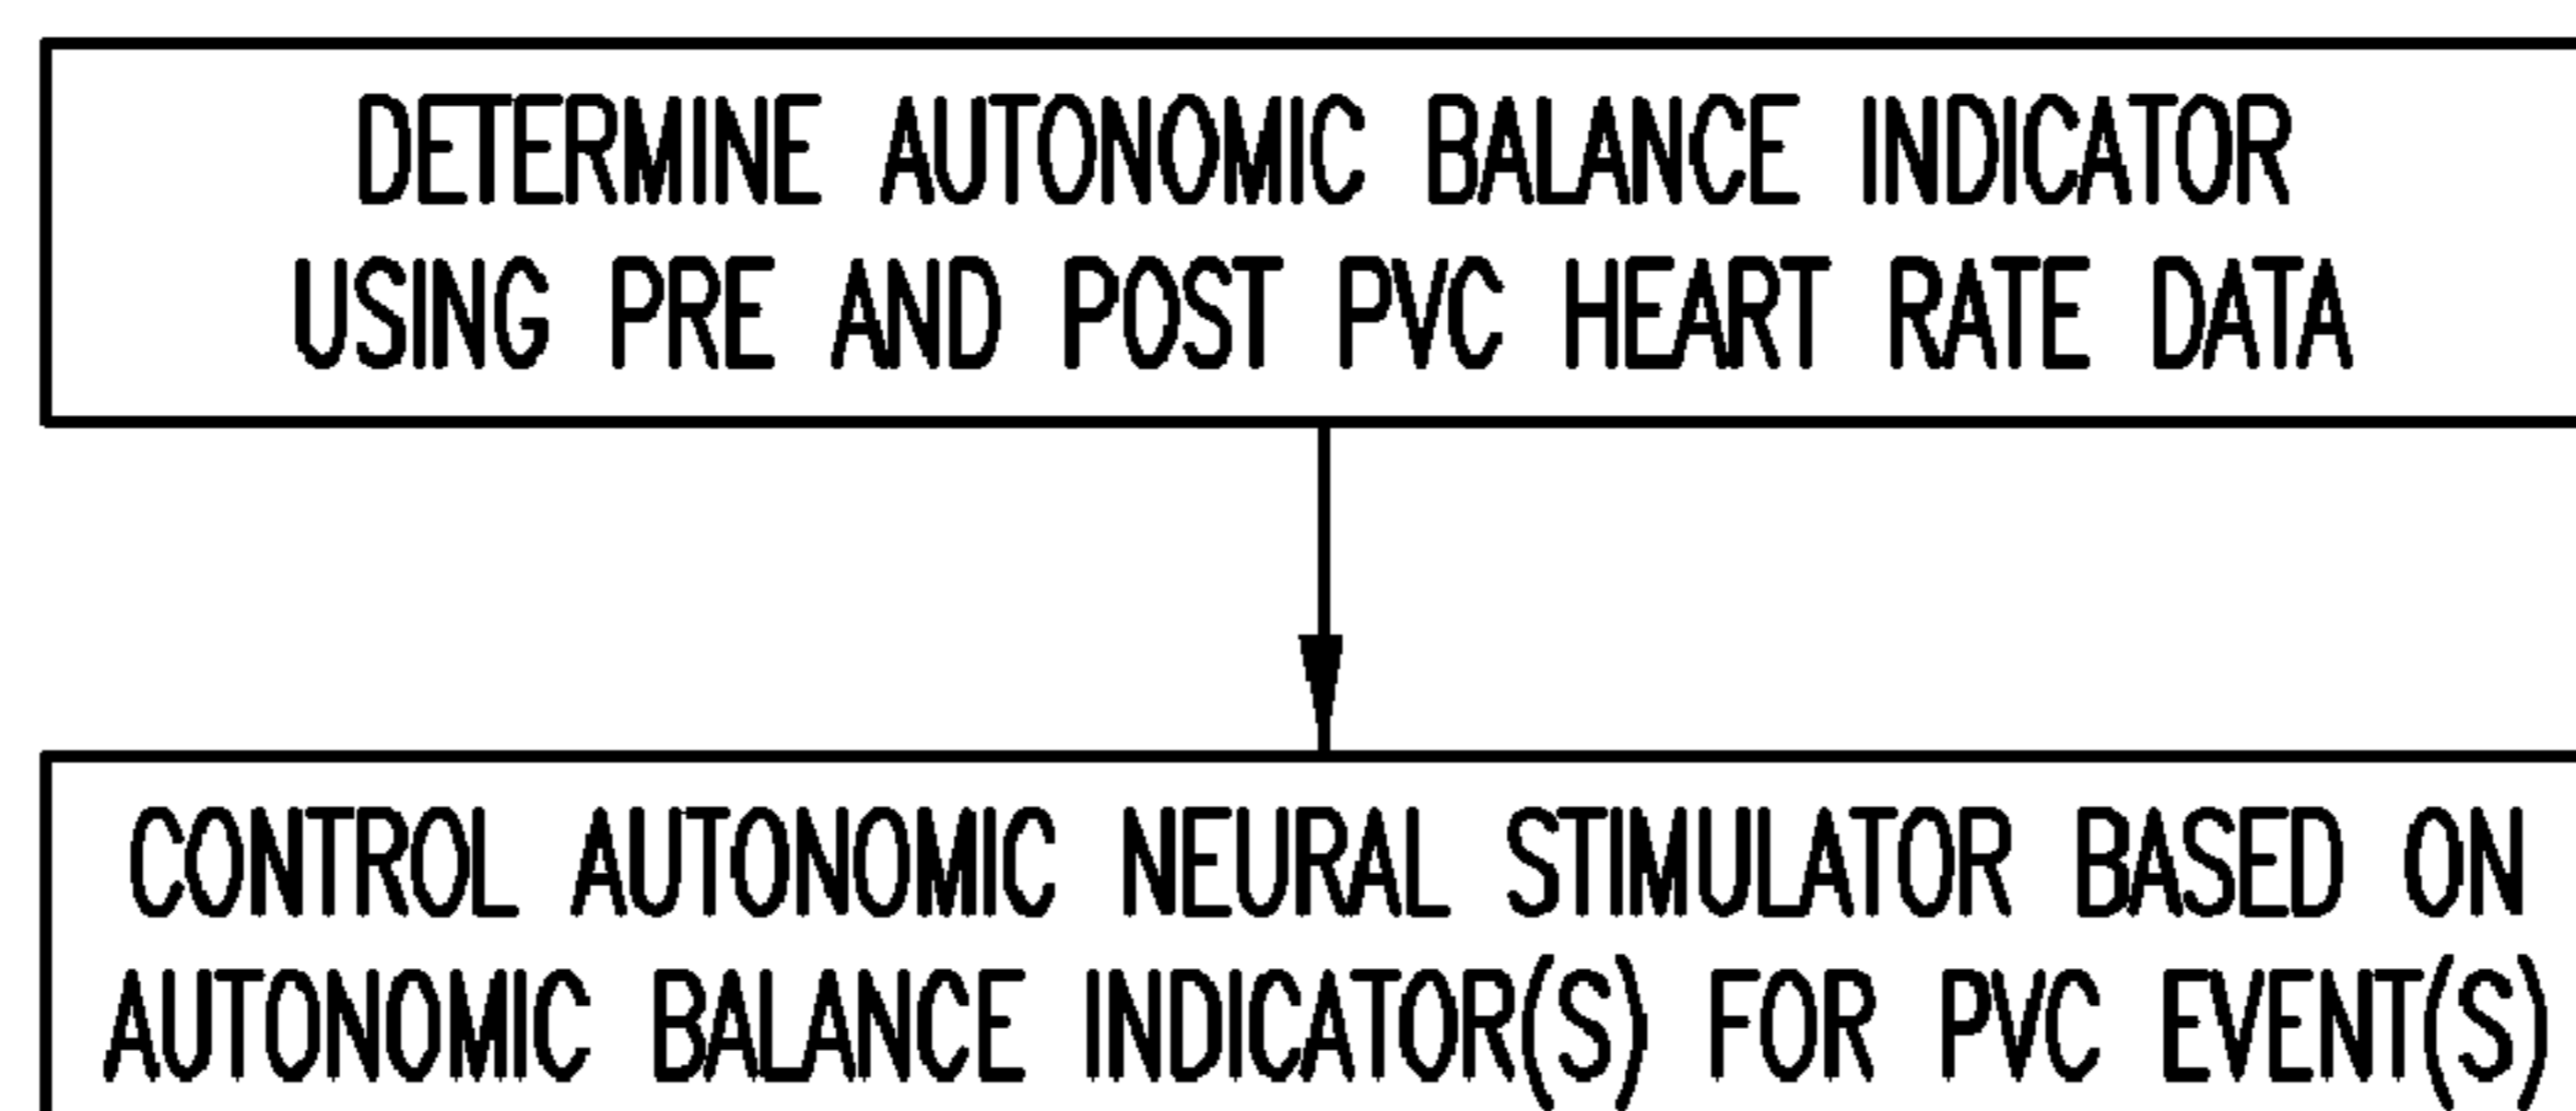 DETERMINE AUTONOMIC BALANCE INDICATOR
USING PRE AND POST PVC HEART RATE DATA
CONTROL AUTONOMIC NEURAL STIMULATOR BASED ON
AUTONOMIC BALANCE INDICATOR(S) FOR PVC EVENT(S)